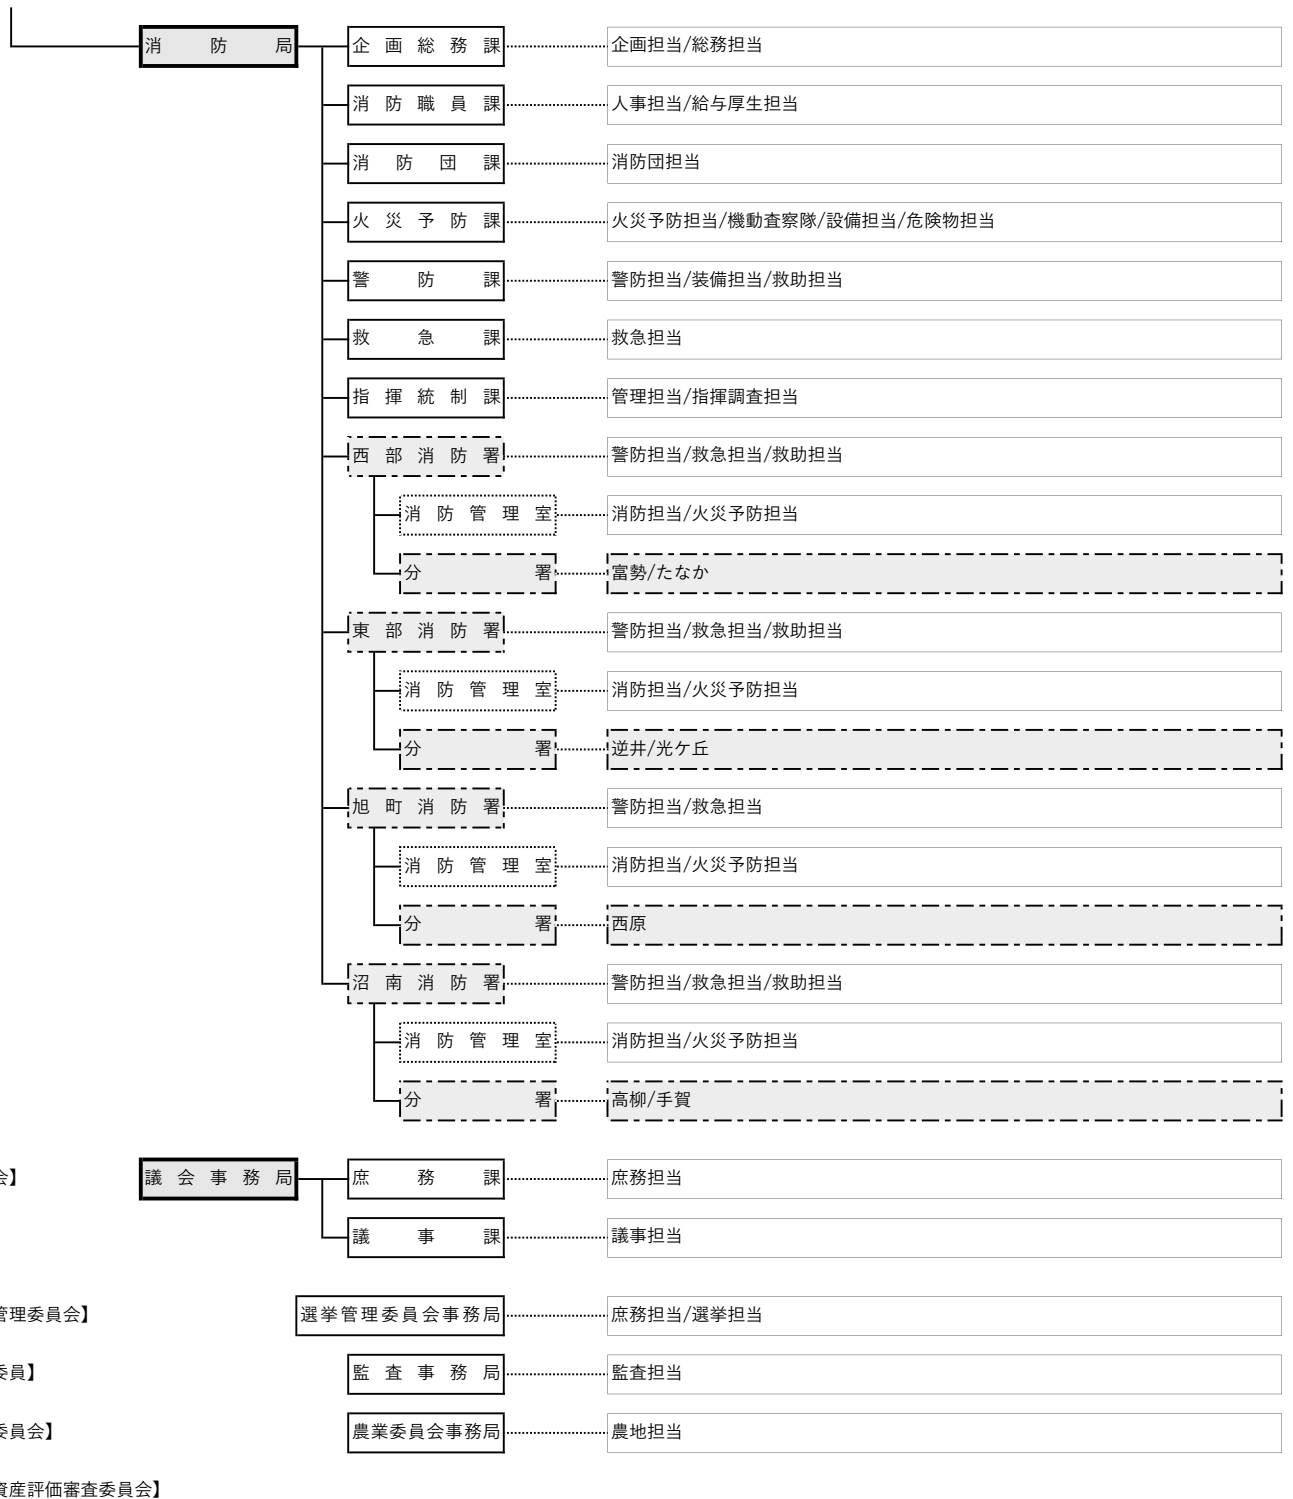 消防局 企画総務課 企画担当/総務担当
消防職員課 人事担当/給与厚生担当
消防団課 消防団担当
火災予防課 火災予防担当/機動査察隊/設備担当/危険物担当
警防課 警防担当/装備担当/救助担当
救急課 救急担当
指揮統制課 管理担当/指揮調査担当
西部消防署 警防担当/救急担当/救助担当
消防管理室 消防担当/火災予防担当
分署 富勢/たなか
東部消防署 警防担当/救急担当/救助担当
消防管理室 消防担当/火災予防担当
分署 逆井/光ケ丘
旭町消防署 警防担当/救急担当
消防管理室 消防担当/火災予防担当
分署 西原
沼南消防署 警防担当/救急担当/救助担当
消防管理室 消防担当/火災予防担当
分署 高柳/手賀
会】 議会事務局 庶務課 庶務担当
議事課 議事担当
管理委員会】 選挙管理委員会事務局 庶務担当/選挙担当
委員】 監査事務局 監査担当
委員会】 農業委員会事務局 農地担当
資産評価審査委員会】